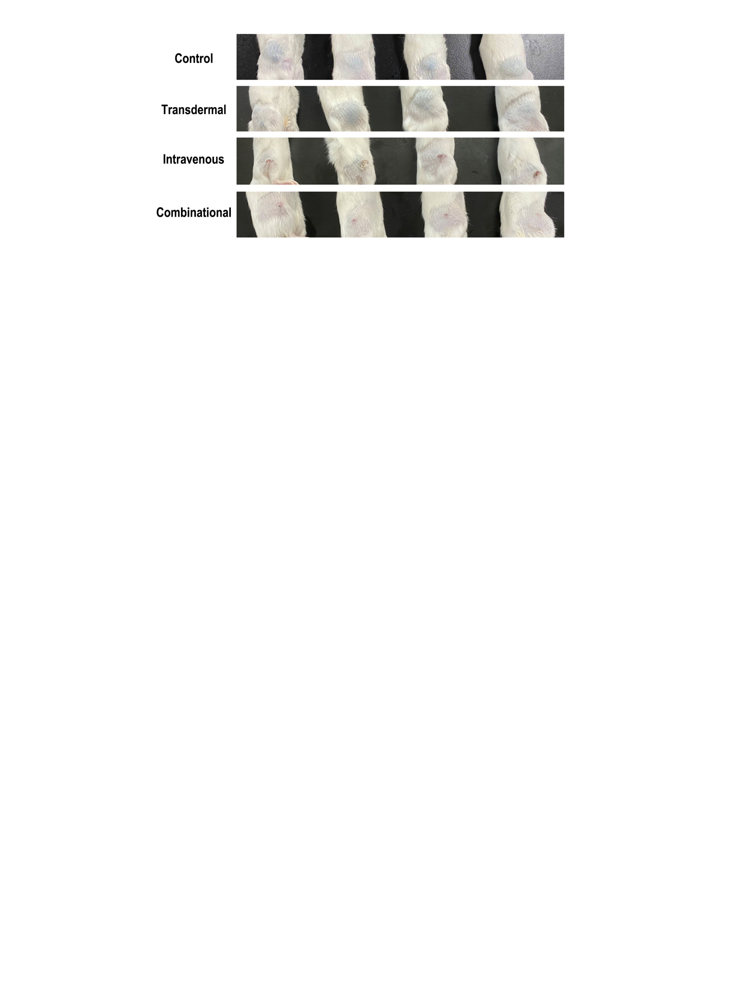 Control
Transdermal
Intravenous
Combinational